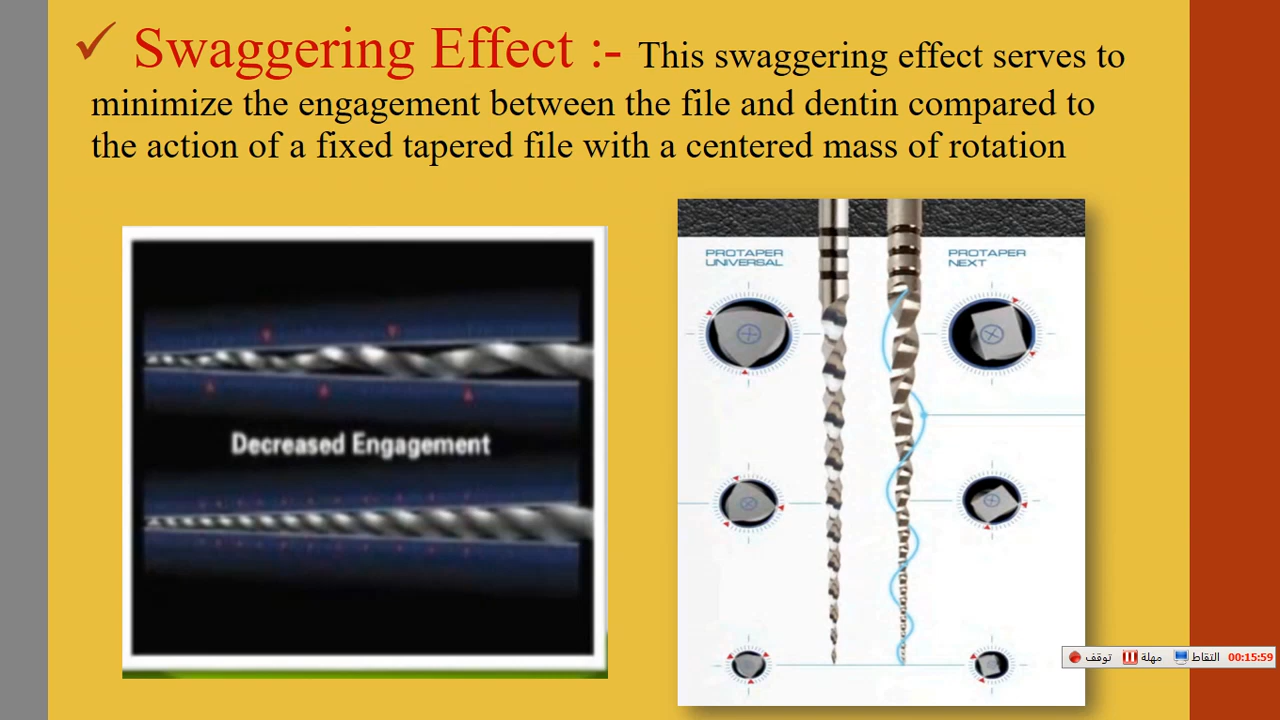 ✓ Swaggering Effect :- This swaggering effect serves to
minimize the engagement between the file and dentin compared to
the action of a fixed tapered file with a centered mass of rotation
Decreased Engagement
PROTAPER
UNIVERSAL
PROTAPER
NEXT
توقف مهلة التقاط 00:15:59